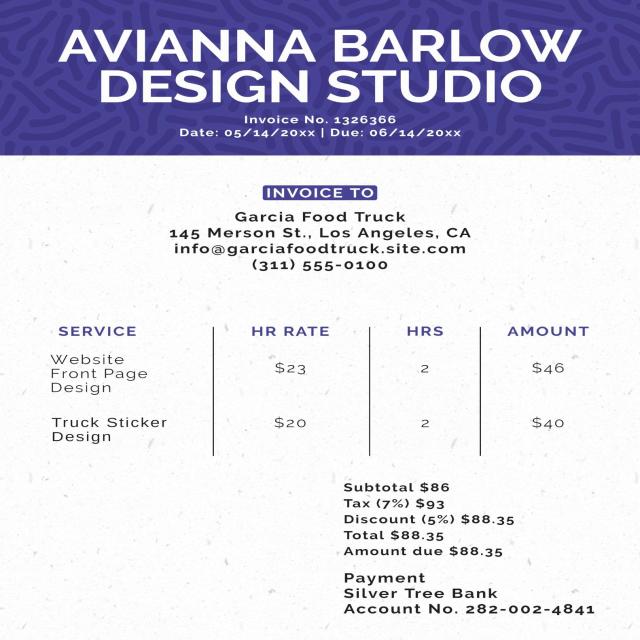 AVIANNA BARLOW
DESIGN STUDIO
Invoice No. 1326366
Date: 05/14/20xx | Due: 06/14/20xx
INVOICE TO
Garcia Food Truck
145 Merson St., Los Angeles, CA
info@garciafoodtruck.site.com
(311) 555-0100
SERVICE HR RATE HRS AMOUNT
Website
Front Page $23 2 $46
Design
Truck Sticker $20 2 $40
Design
Subtotal $86
Tax (7%) $93
Discount (5%) $88.35
Total $88.35
Amount due $88.35
Payment
Silver Tree Bank
Account No. 282-002-4841